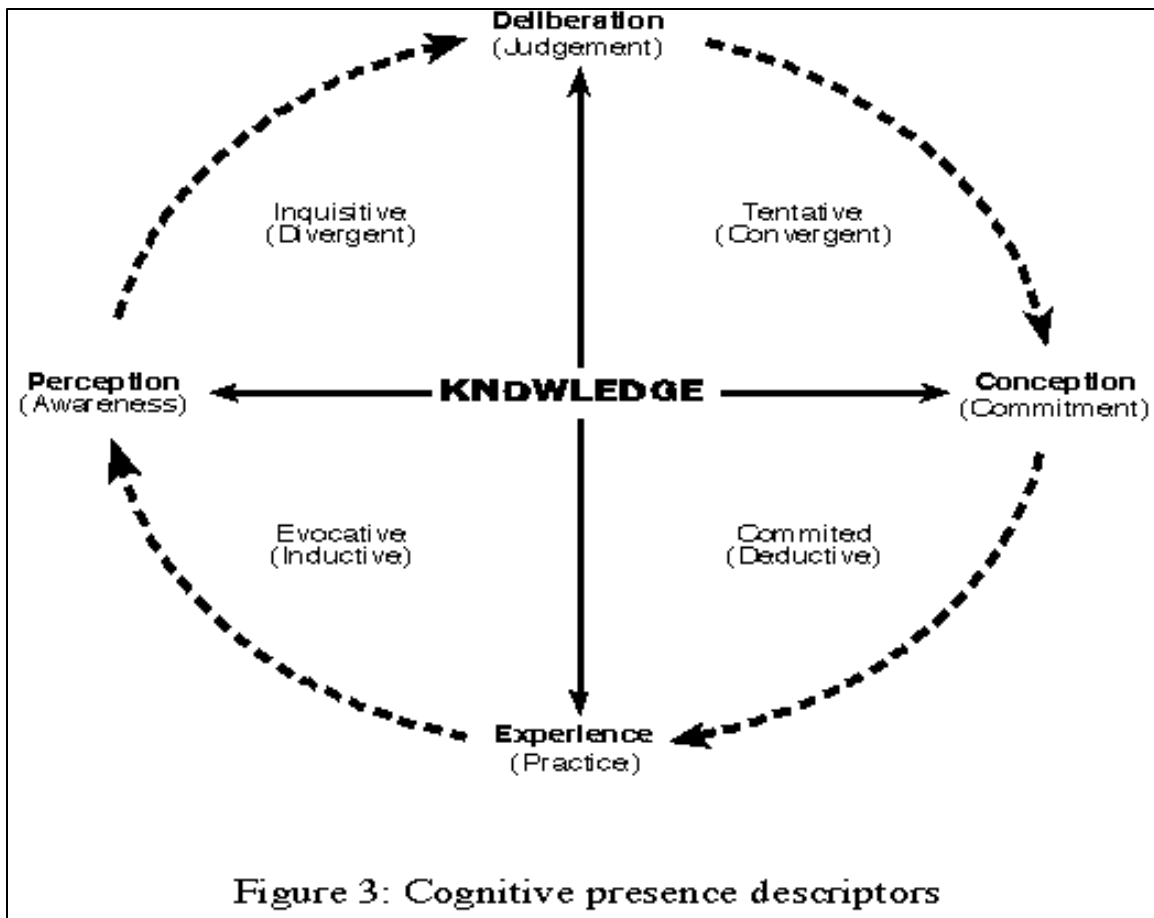 Deliberation
(Judgement)
Inquisitive
(Divergent)
Tentative
(Convergent)
Perception
(Awareness)
KNOWLEDGE
Conception
(Commitment)
Evocative
(Inductive)
Commited
(Deductive)
Experience
(Practice)
Figure 3: Cognitive presence descriptors